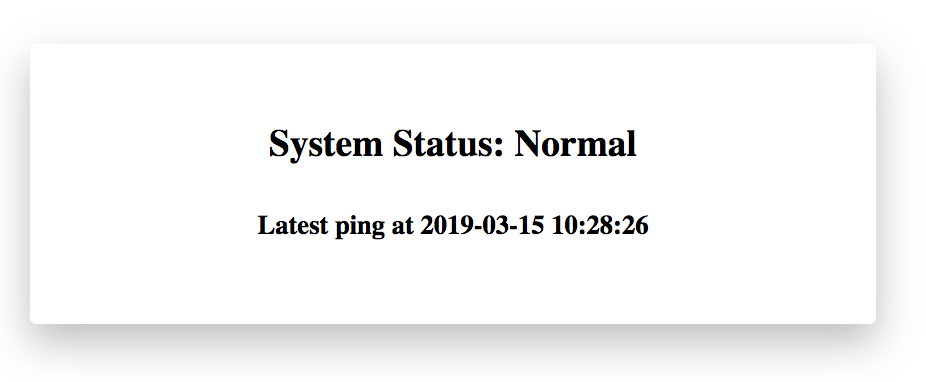 System Status: Normal
Latest ping at 2019-03-15 10:28:26